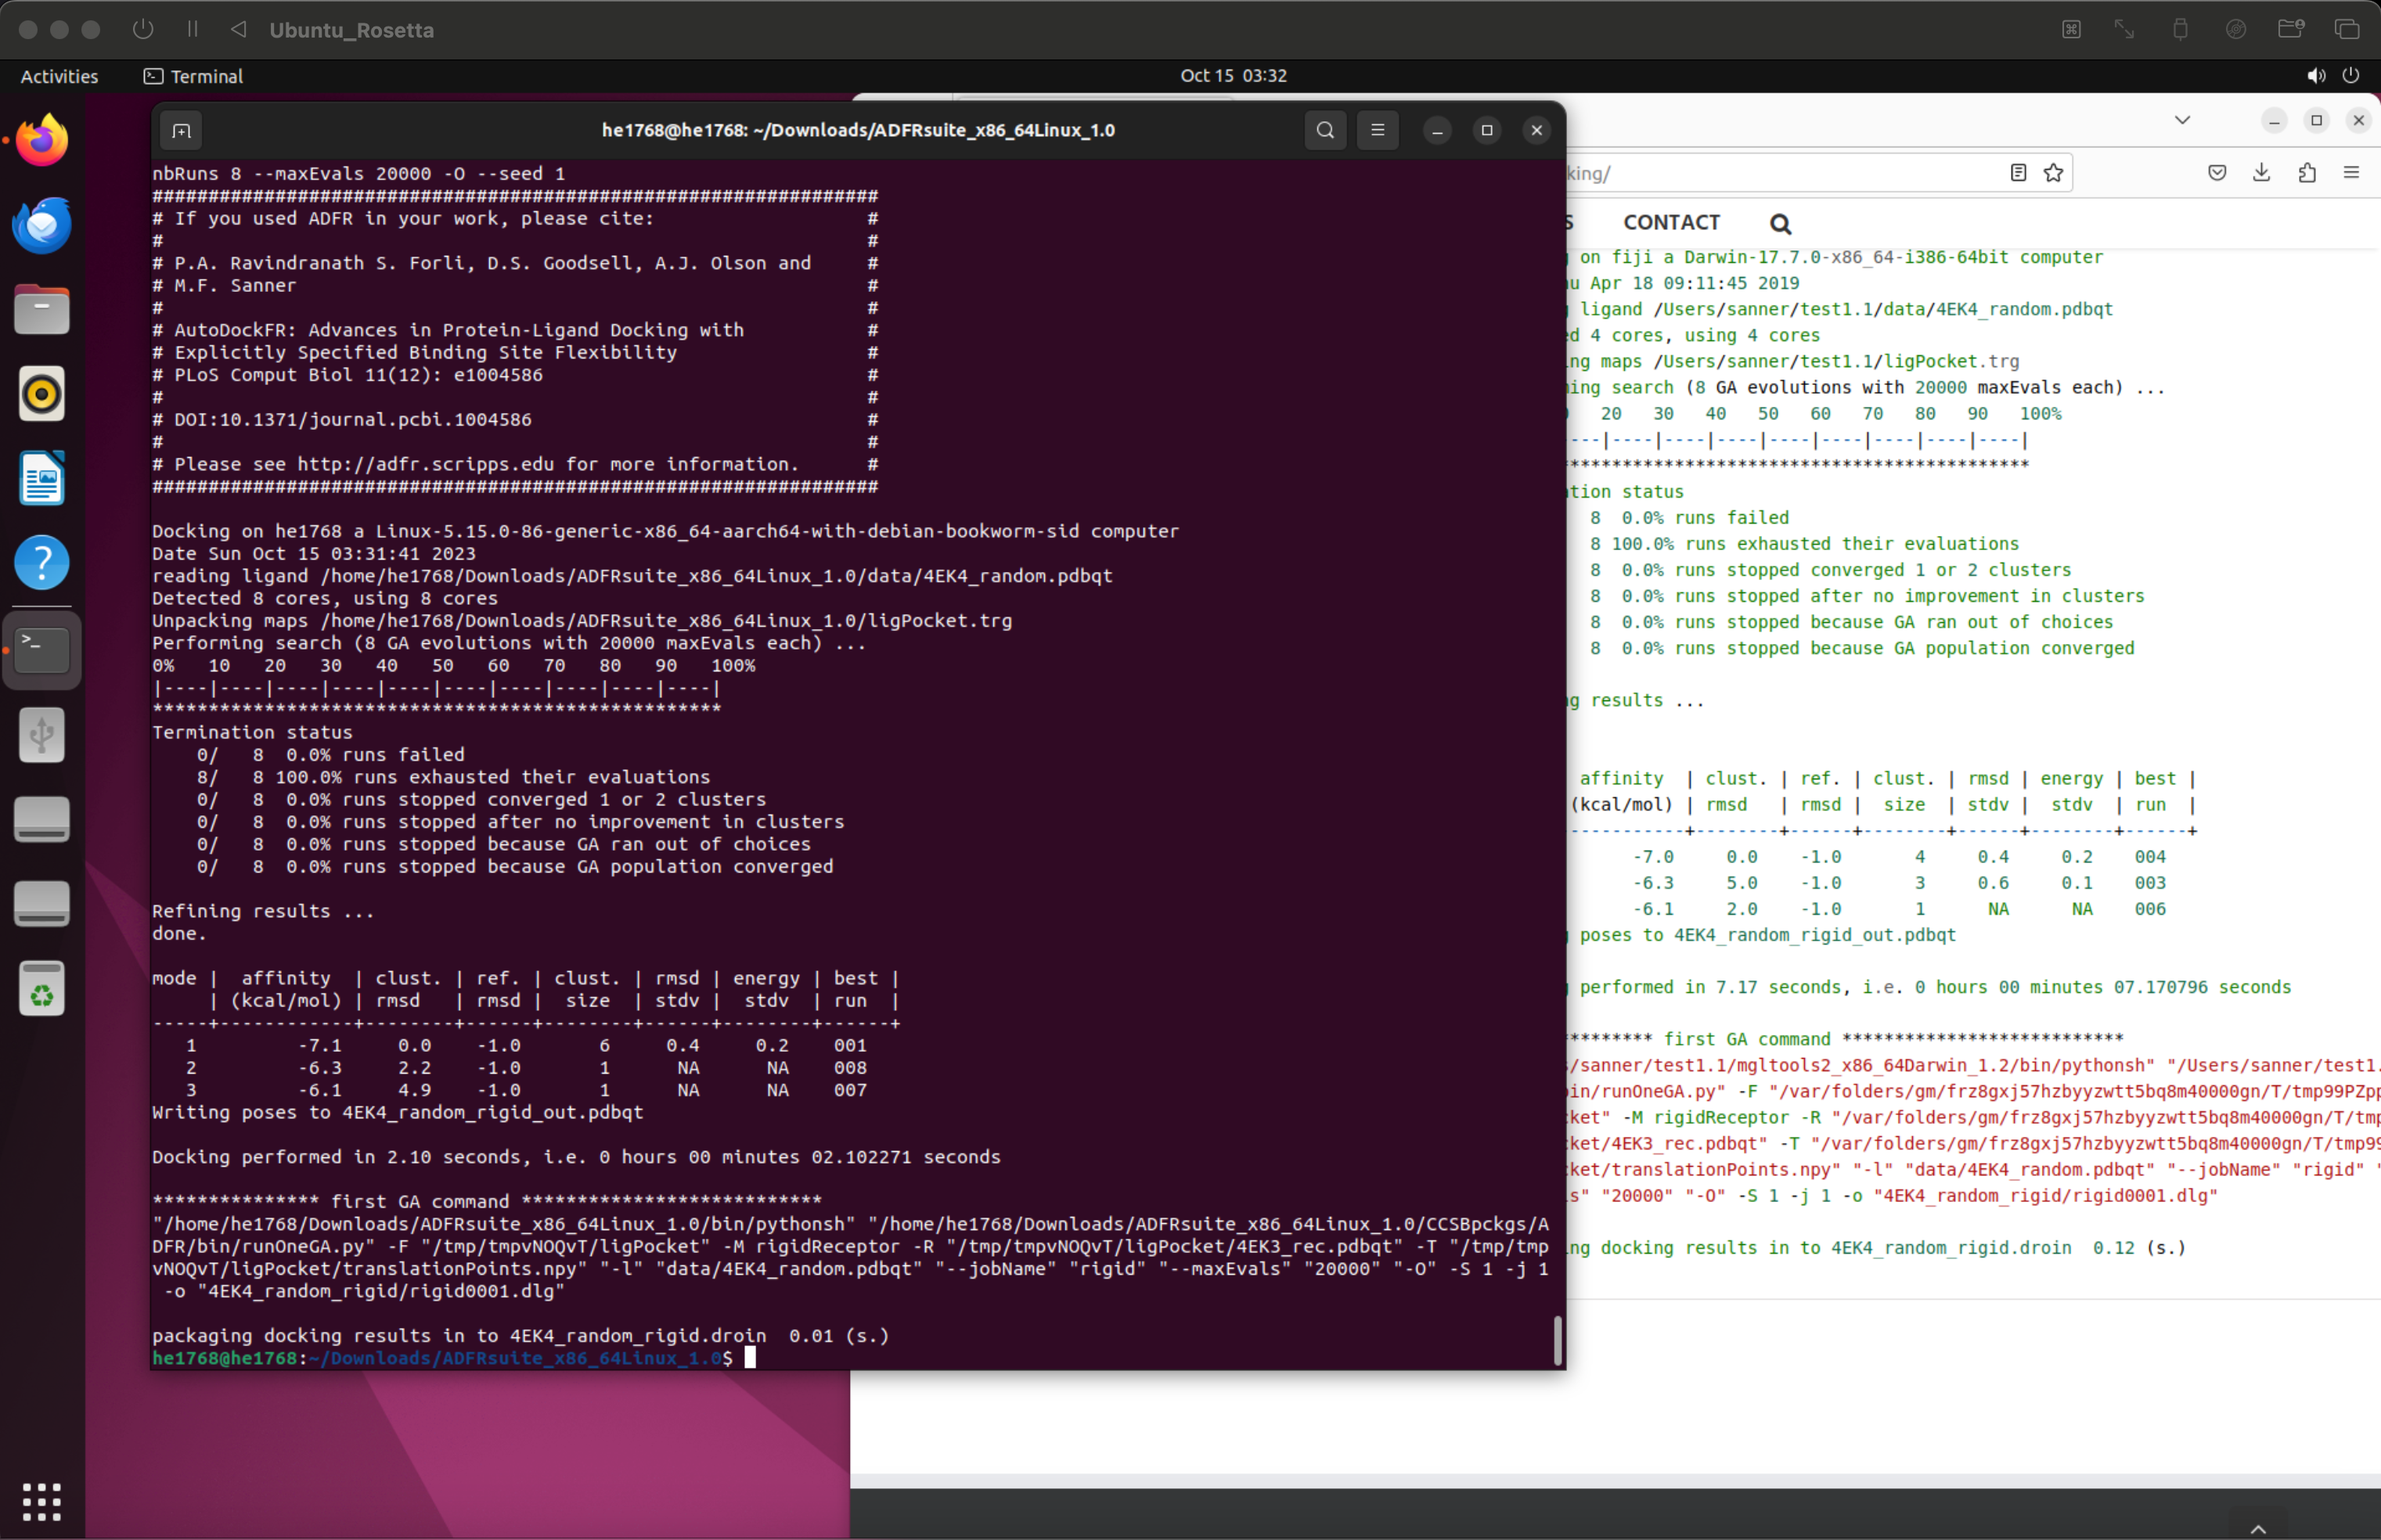 Ubuntu_Rosetta
Activities
Terminal
Oct 15 03:32
he1768@he1768: ~/Downloads/ADFRsuite_x86_64Linux_1.0
nbRuns 8 --maxEvals 20000 -O --seed 1
#################################################################
# If you used ADFR in your work, please cite:                   #
#                                                               #
# P.A. Ravindranath S. Forli, D.S. Goodsell, A.J. Olson and     #
# M.F. Sanner                                                   #
#                                                               #
# AutoDockFR: Advances in Protein-Ligand Docking with           #
# Explicitly Specified Binding Site Flexibility                 #
# PLoS Comput Biol 11(12): e1004586                             #
#                                                               #
# DOI:10.1371/journal.pcbi.1004586                              #
#                                                               #
# Please see http://adfr.scripps.edu for more information.      #
#################################################################
Docking on he1768 a Linux-5.15.0-86-generic-x86_64-aarch64-with-debian-bookworm-sid computer
Date Sun Oct 15 03:31:41 2023
reading ligand /home/he1768/Downloads/ADFRsuite_x86_64Linux_1.0/data/4EK4_random.pdbqt
Detected 8 cores, using 8 cores
Unpacking maps /home/he1768/Downloads/ADFRsuite_x86_64Linux_1.0/ligPocket.trg
Performing search (8 GA evolutions with 20000 maxEvals each) ...
0%   10   20   30   40   50   60   70   80   90   100%
|----|----|----|----|----|----|----|----|----|----|
***************************************************
Termination status
    0/   8  0.0% runs failed
    8/   8 100.0% runs exhausted their evaluations
    0/   8  0.0% runs stopped converged 1 or 2 clusters
    0/   8  0.0% runs stopped after no improvement in clusters
    0/   8  0.0% runs stopped because GA ran out of choices
    0/   8  0.0% runs stopped because GA population converged
Refining results ...
done.
mode |  affinity  | clust. | ref. | clust. | rmsd | energy | best |
     | (kcal/mol) | rmsd   | rmsd |  size  | stdv |  stdv  | run  |
-----+------------+--------+------+--------+------+--------+------+
   1         -7.1     0.0    -1.0       6    0.4     0.2    001
   2         -6.3     2.2    -1.0       1     NA      NA    008
   3         -6.1     4.9    -1.0       1     NA      NA    007
Writing poses to 4EK4_random_rigid_out.pdbqt
Docking performed in 2.10 seconds, i.e. 0 hours 00 minutes 02.102271 seconds
*************** first GA command ***************************
"/home/he1768/Downloads/ADFRsuite_x86_64Linux_1.0/bin/pythonsh" "/home/he1768/Downloads/ADFRsuite_x86_64Linux_1.0/CCSBpckgs/A
DFR/bin/runOneGA.py" -F "/tmp/tmpvNOQvT/ligPocket" -M rigidReceptor -R "/tmp/tmpvNOQvT/ligPocket/4EK3_rec.pdbqt" -T "/tmp/tmp
vNOQvT/ligPocket/translationPoints.npy" "-l" "data/4EK4_random.pdbqt" "--jobName" "rigid" "--maxEvals" "20000" "-O" -S 1 -j 1
 -o "4EK4_random_rigid/rigid0001.dlg"
packaging docking results in to 4EK4_random_rigid.droin  0.01 (s.)
he1768@he1768:~/Downloads/ADFRsuite_x86_64Linux_1.0$
king/
S
CONTACT
on fiji a Darwin-17.7.0-x86_64-i386-64bit computer
u Apr 18 09:11:45 2019
ligand /Users/sanner/test1.1/data/4EK4_random.pdbqt
ed 4 cores, using 4 cores
ng maps /Users/sanner/test1.1/ligPocket.trg
ing search (8 GA evolutions with 20000 maxEvals each) ...
20   30   40   50   60   70   80   90   100%
---|----|----|----|----|----|----|----|----|
********************************************
tion status
8  0.0% runs failed
8 100.0% runs exhausted their evaluations
8  0.0% runs stopped converged 1 or 2 clusters
8  0.0% runs stopped after no improvement in clusters
8  0.0% runs stopped because GA ran out of choices
8  0.0% runs stopped because GA population converged
g results ...
affinity  | clust. | ref. | clust. | rmsd | energy | best |
(kcal/mol) | rmsd   | rmsd |  size  | stdv |  stdv  | run  |
-----------+--------+------+--------+------+--------+------+
-7.0     0.0    -1.0       4     0.4     0.2    004
-6.3     5.0    -1.0       3     0.6     0.1    003
-6.1     2.0    -1.0       1      NA      NA    006
poses to 4EK4_random_rigid_out.pdbqt
performed in 7.17 seconds, i.e. 0 hours 00 minutes 07.170796 seconds
********* first GA command ***************************
/sanner/test1.1/mgltools2_x86_64Darwin_1.2/bin/pythonsh" "/Users/sanner/test1.
in/runOneGA.py" -F "/var/folders/gm/frz8gxj57hzbyyzwtt5bq8m40000gn/T/tmp99PZpp
ket" -M rigidReceptor -R "/var/folders/gm/frz8gxj57hzbyyzwtt5bq8m40000gn/T/tmp
ket/4EK3_rec.pdbqt" -T "/var/folders/gm/frz8gxj57hzbyyzwtt5bq8m40000gn/T/tmp99
ket/translationPoints.npy" "-l" "data/4EK4_random.pdbqt" "--jobName" "rigid" "
s" "20000" "-O" -S 1 -j 1 -o "4EK4_random_rigid/rigid0001.dlg"
ng docking results in to 4EK4_random_rigid.droin  0.12 (s.)